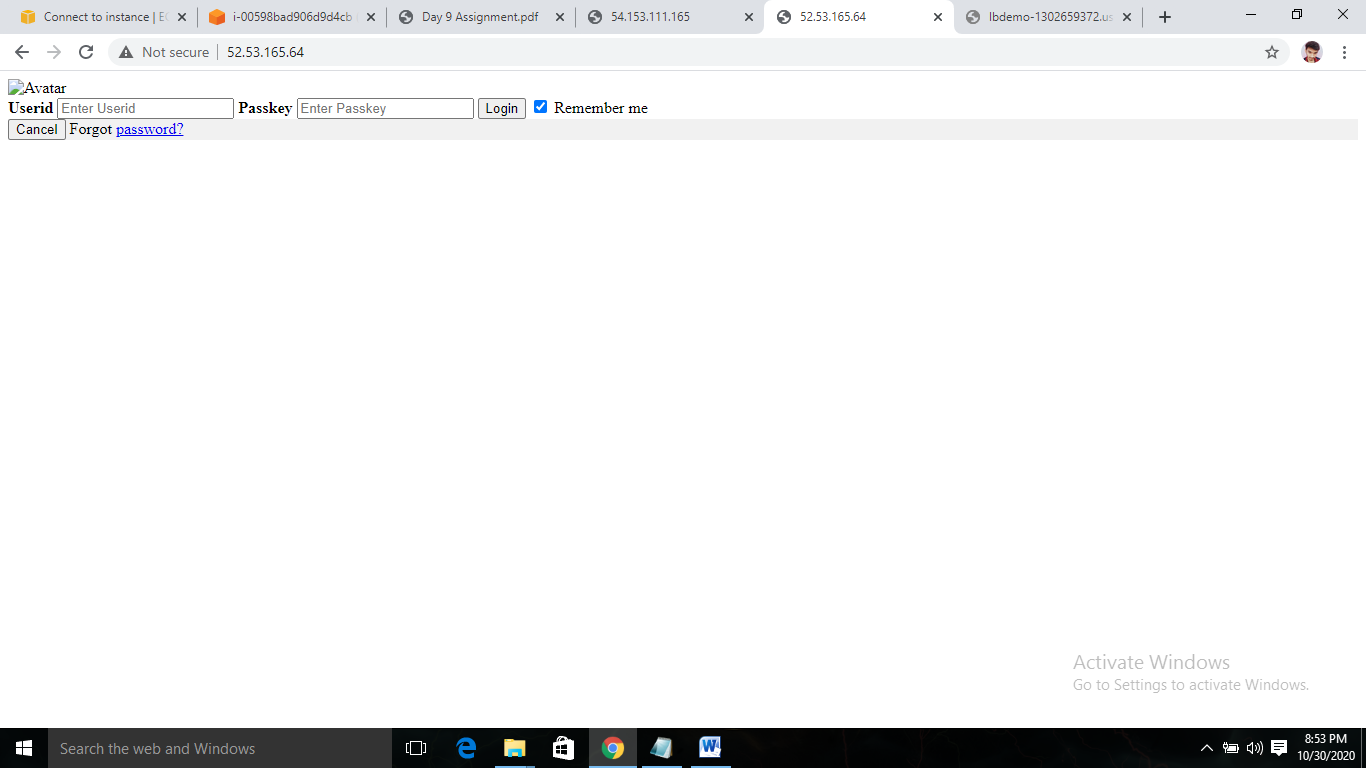 Connect to instance | EC
i-00598bad906d9d4cb
Day 9 Assignment.pdf
54.153.111.165
52.53.165.64
lbdemo-1302659372.us
Not secure
52.53.165.64
Avatar
Userid Enter Userid Passkey Enter Passkey Login Remember me
Cancel Forgot password?
Activate Windows
Go to Settings to activate Windows.
Search the web and Windows
8:53 PM
10/30/2020